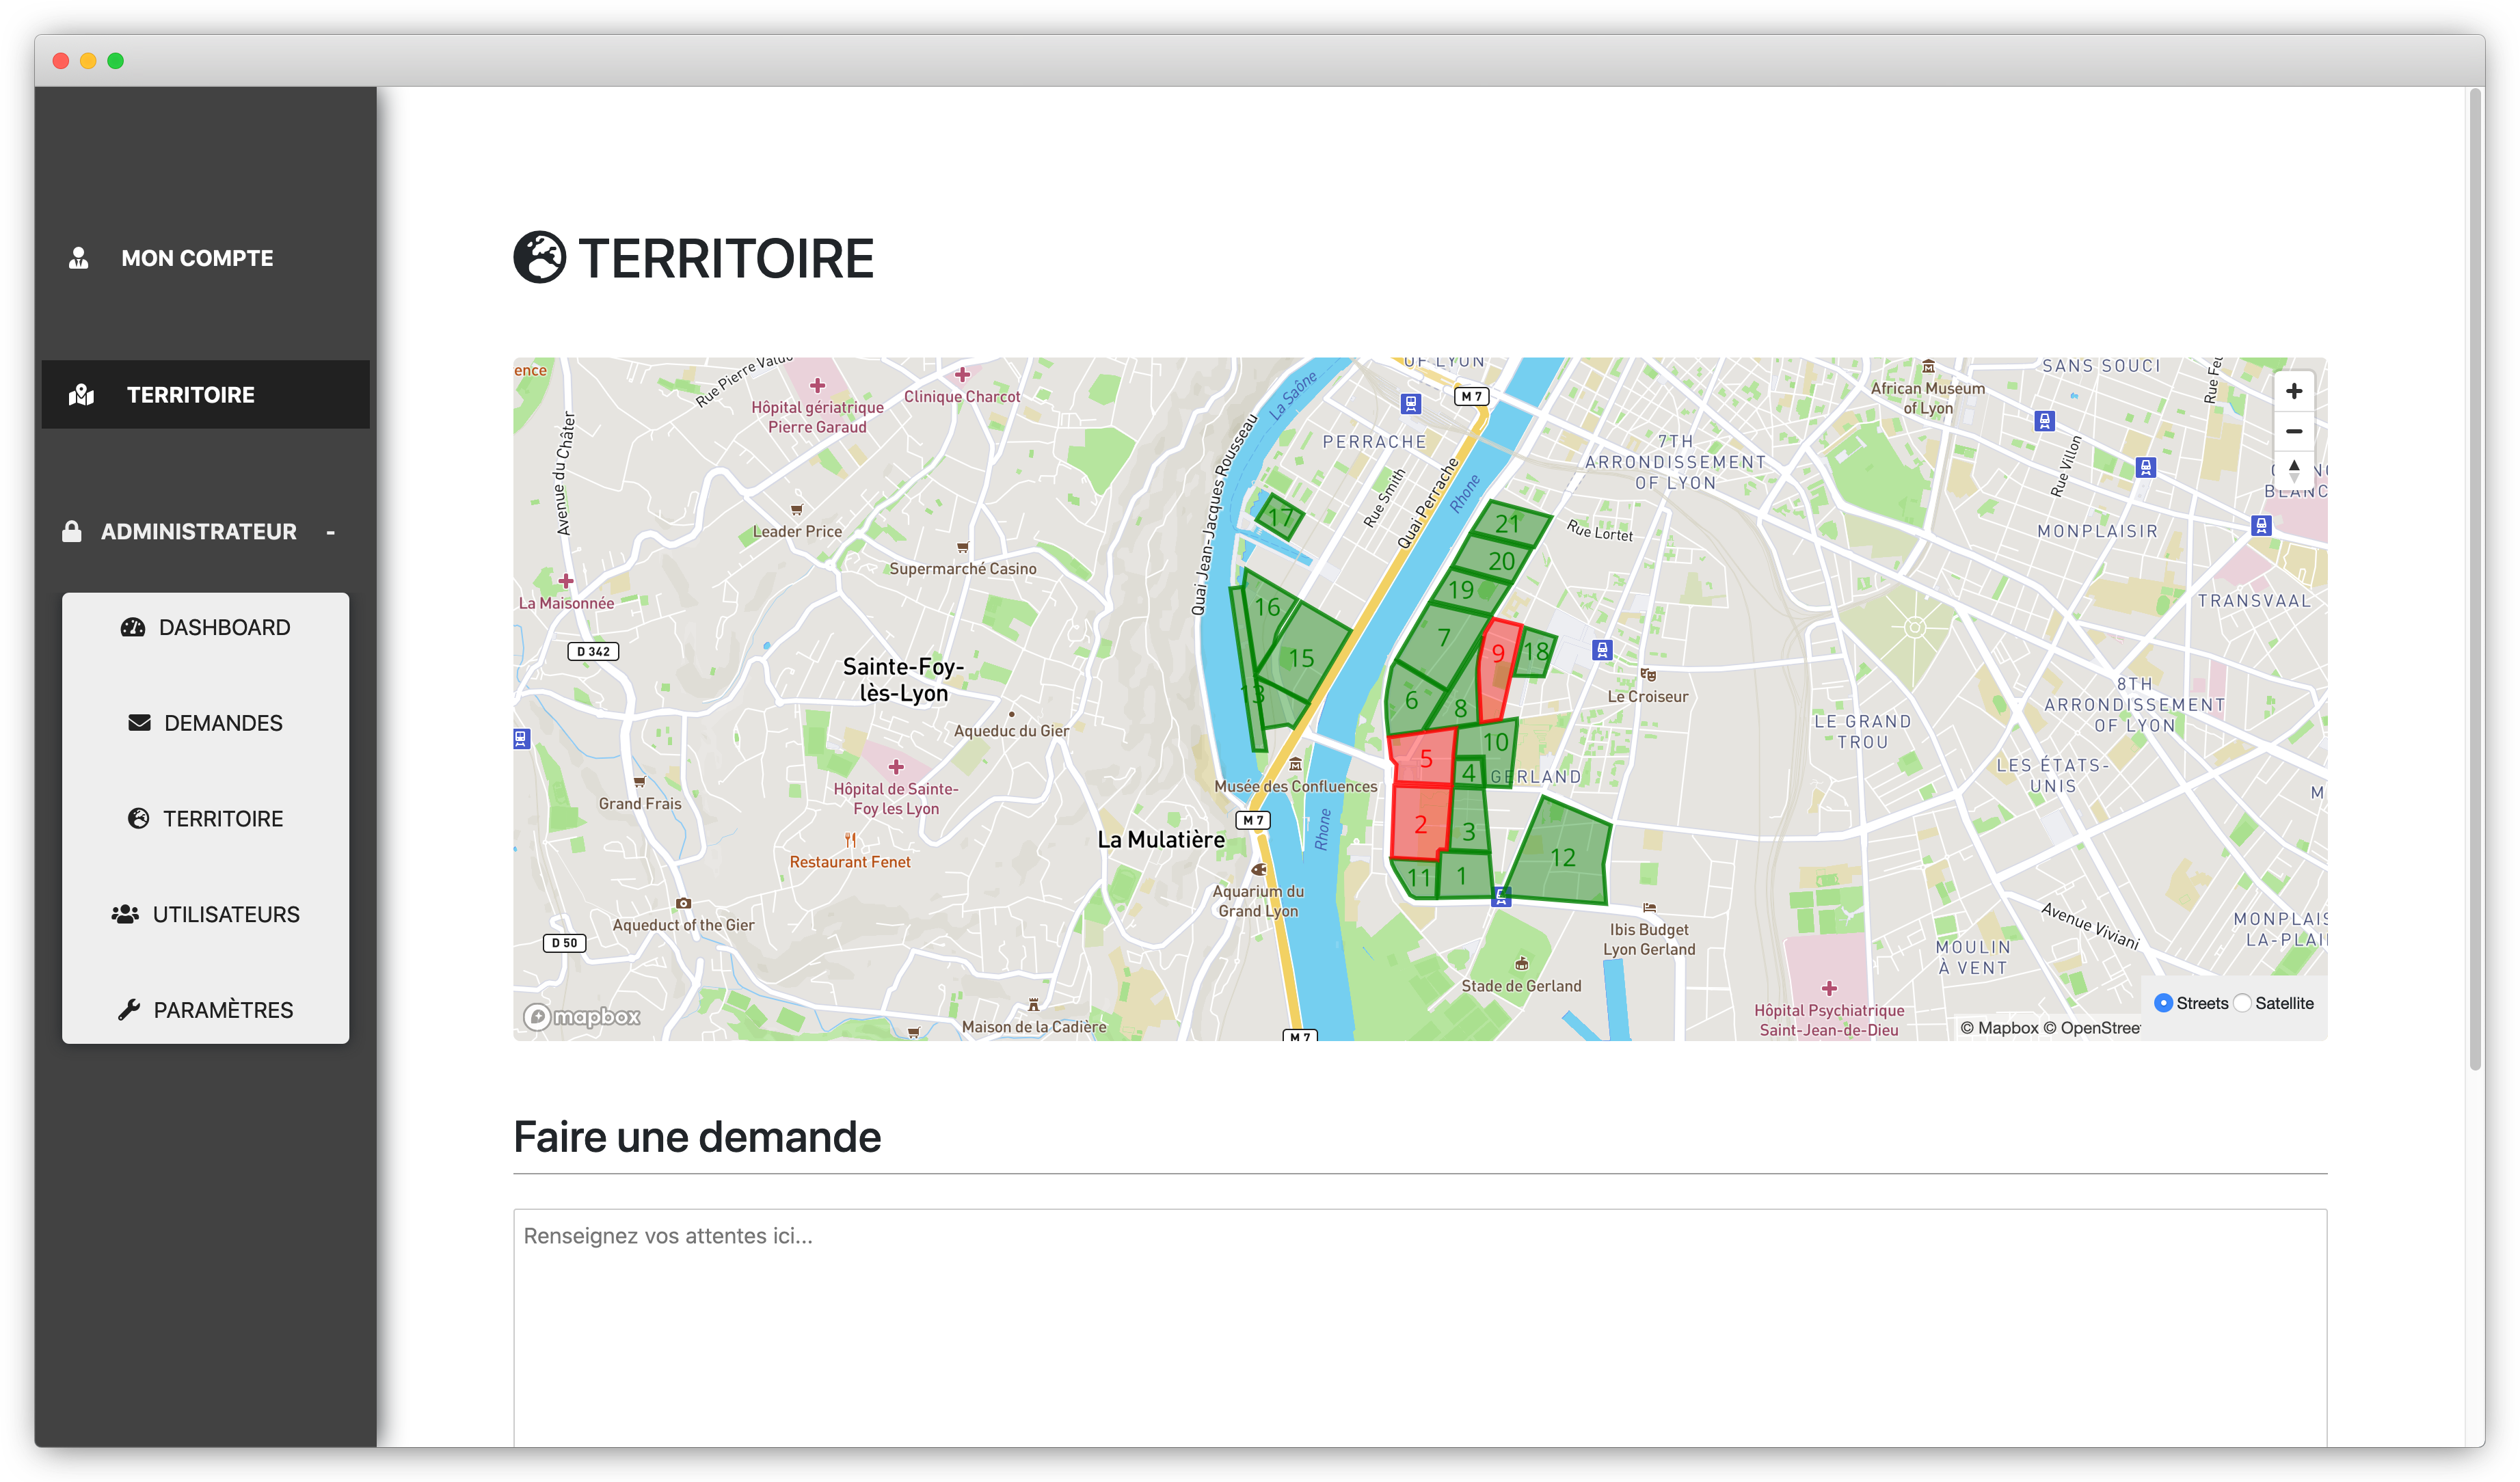 MON COMPTE
TERRITOIRE
ADMINISTRATEUR -
DASHBOARD
DEMANDES
TERRITOIRE
UTILISATEURS
PARAMÈTRES
TERRITOIRE
ence
Rue Pierre
Hôpital gériatrique
Pierre Garaud
Clinique Charcot
Avenue du Châter
Leader Price
Supermarché Casino
La Maisonnée
D 342
Sainte-Foy-
lès-Lyon
Aqueduc du Gier
Grand Frais
Hôpital de Sainte-
Foy les Lyon
Restaurant Fenet
La Mulatière
Aqueduct of the Gier
D 50
Maison de la Cadière
mapbox
Quai Jean-Jacques Rousseau
La Saône
OF LYON
M 7
PERRACHE
Rue Smith
Quai Perrache
Rhone
7TH
ARRONDISSEMENT
OF LYON
Rue Lortet
17
21
20
19
16
7
15
9
18
13
6
8
10
5
4
GERLAND
2
3
12
11
1
Musée des Confluences
M 7
Rhone
Aquarium du
Grand Lyon
M 7
Stade de Gerland
Ibis Budget
Lyon Gerland
Le Croiseur
African Museum
of Lyon
SANS SOUCI
Rue Villon
MONPLAISIR
TRANSVAAL
8TH
ARRONDISSEMENT
OF LYON
LE GRAND
TROU
LES ÉTATS-
UNIS
Avenue Viviani
MOULIN
À VENT
MONPLAIS
LA-PLAI
Hôpital Psychiatrique
Saint-Jean-de-Dieu
Streets Satellite
© Mapbox © OpenStree
Faire une demande
Renseignez vos attentes ici...